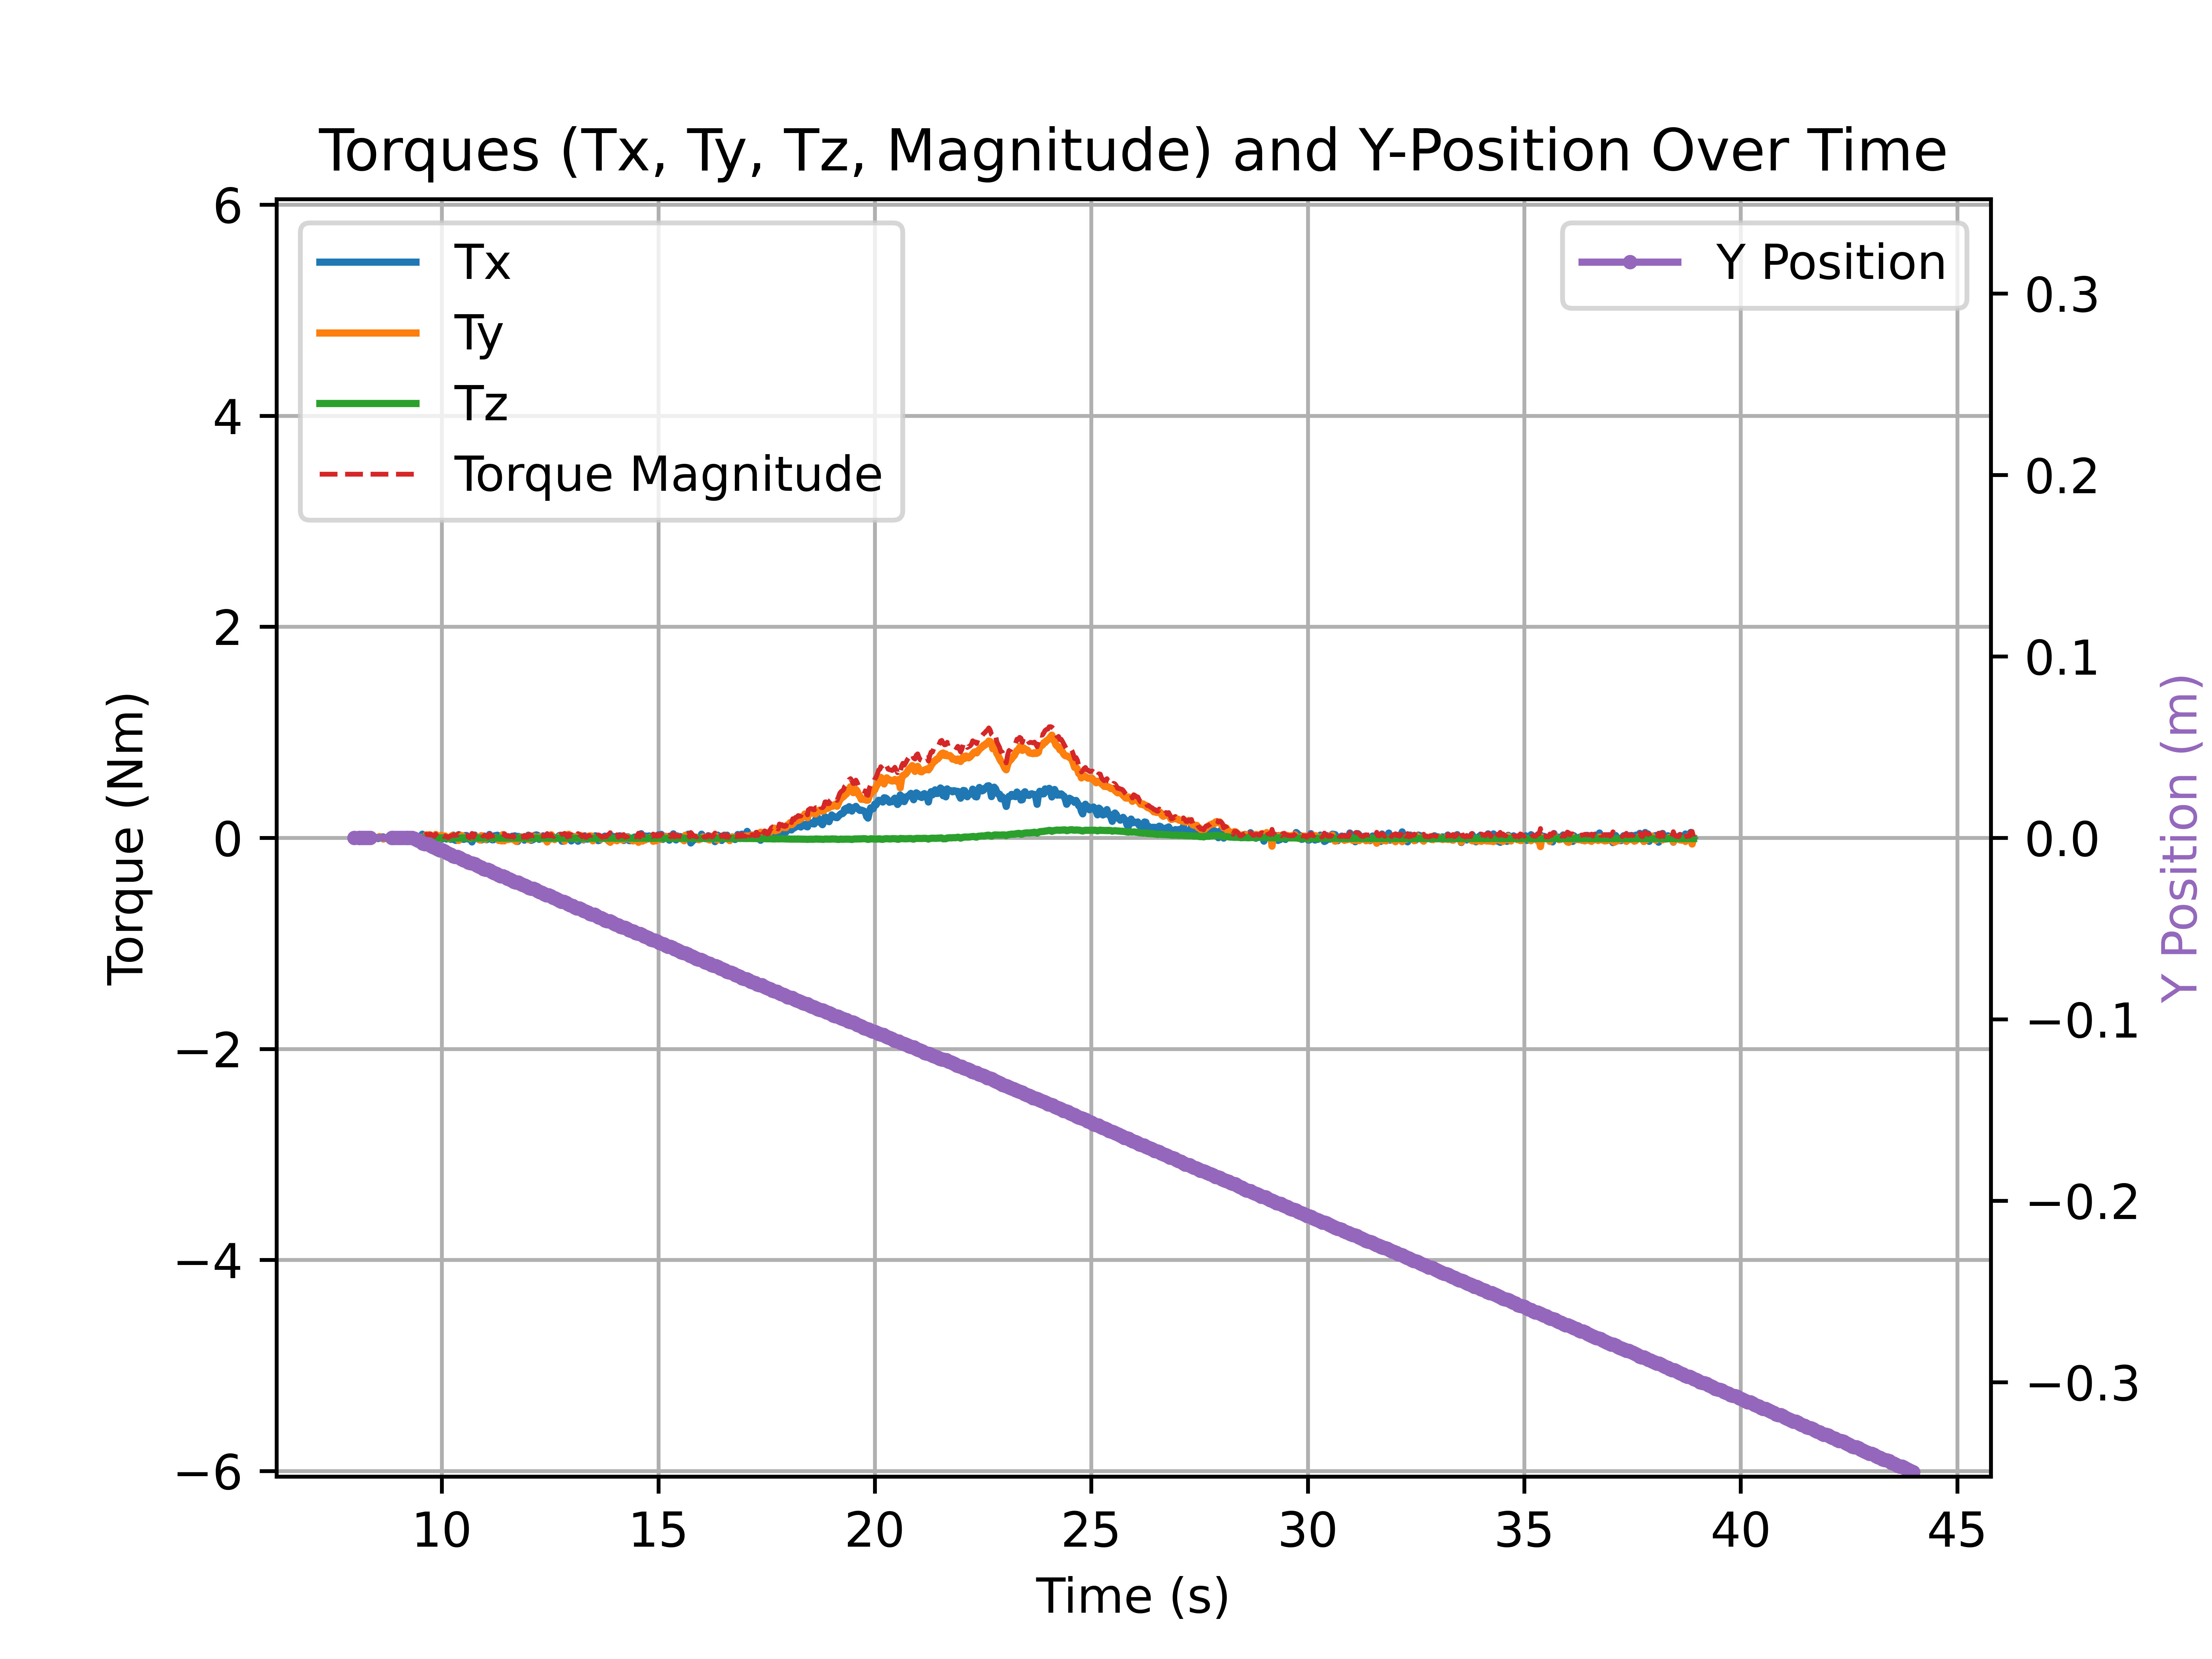 Torques (Tx, Ty, Tz, Magnitude) and Y-Position Over Time
Tx
Ty
Tz
Torque Magnitude
Y Position
Torque (Nm)
6
4
2
0
−2
−4
−6
0.3
0.2
0.1
0.0
−0.1
−0.2
−0.3
Y Position (m)
10 15 20 25 30 35 40 45
Time (s)